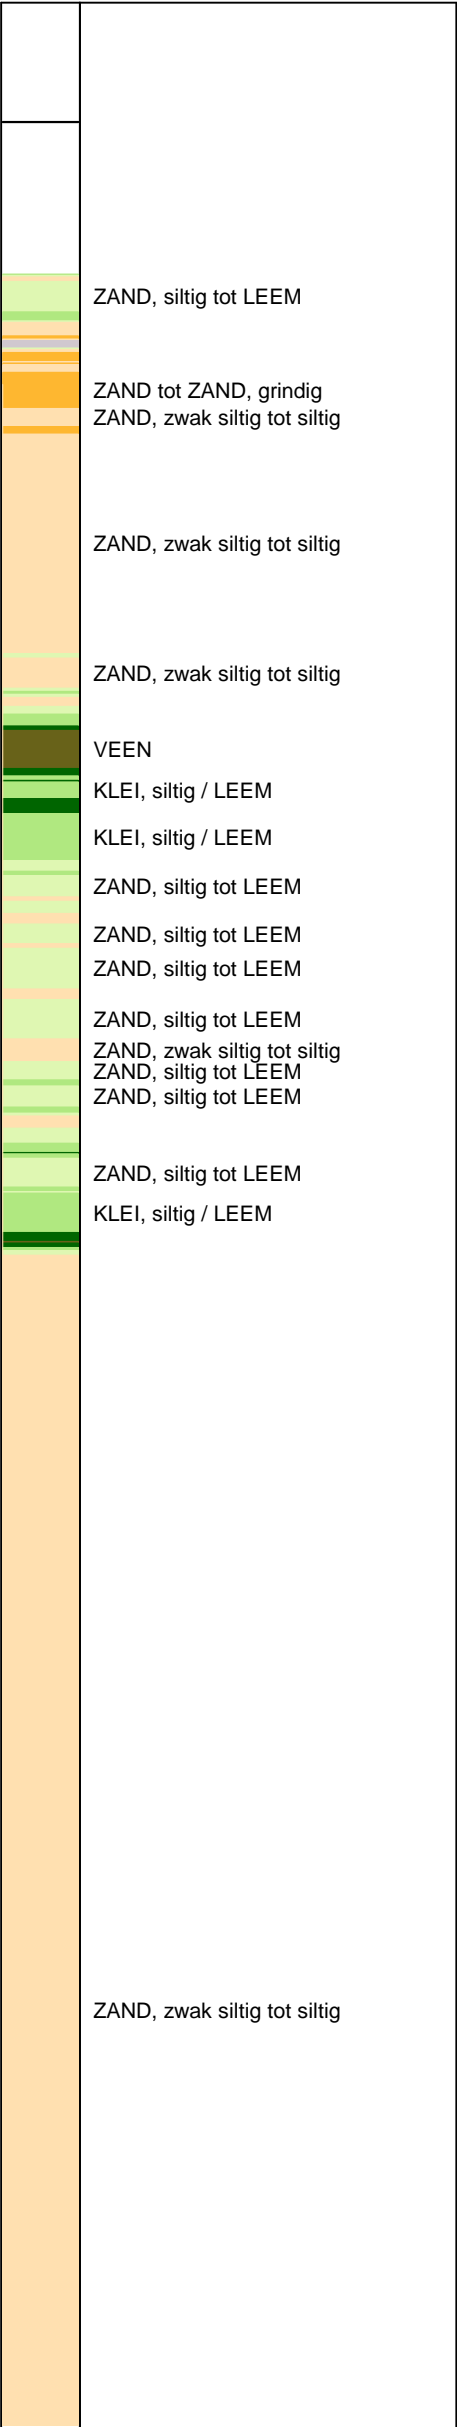 ZAND, siltig tot LEEM
ZAND tot ZAND, grindig
ZAND, zwak siltig tot siltig
ZAND, zwak siltig tot siltig
ZAND, zwak siltig tot siltig
VEEN
KLEI, siltig / LEEM
KLEI, siltig / LEEM
ZAND, siltig tot LEEM
ZAND, siltig tot LEEM
ZAND, siltig tot LEEM
ZAND, siltig tot LEEM
ZAND, zwak siltig tot siltig
ZAND, siltig tot LEEM
ZAND, siltig tot LEEM
ZAND, siltig tot LEEM
KLEI, siltig / LEEM
ZAND, zwak siltig tot siltig